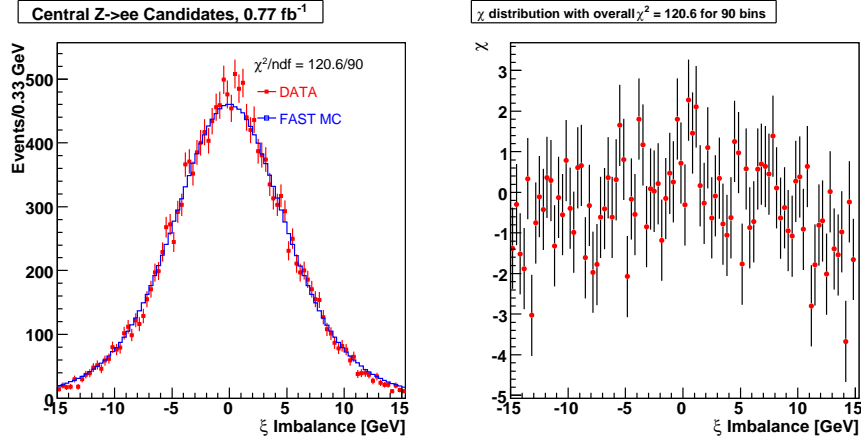 Central Z->ee Candidates, 0.77 fb⁻¹
Events/0.33 GeV
500
400
300
200
100
0
χ²/ndf = 120.6/90
DATA
FAST MC
-15 -10 -5 0 5 10 15
ξ Imbalance [GeV]
χ distribution with overall χ² = 120.6 for 90 bins
χ
3
2
1
0
-1
-2
-3
-4
-5
-15 -10 -5 0 5 10 15
ξ Imbalance [GeV]